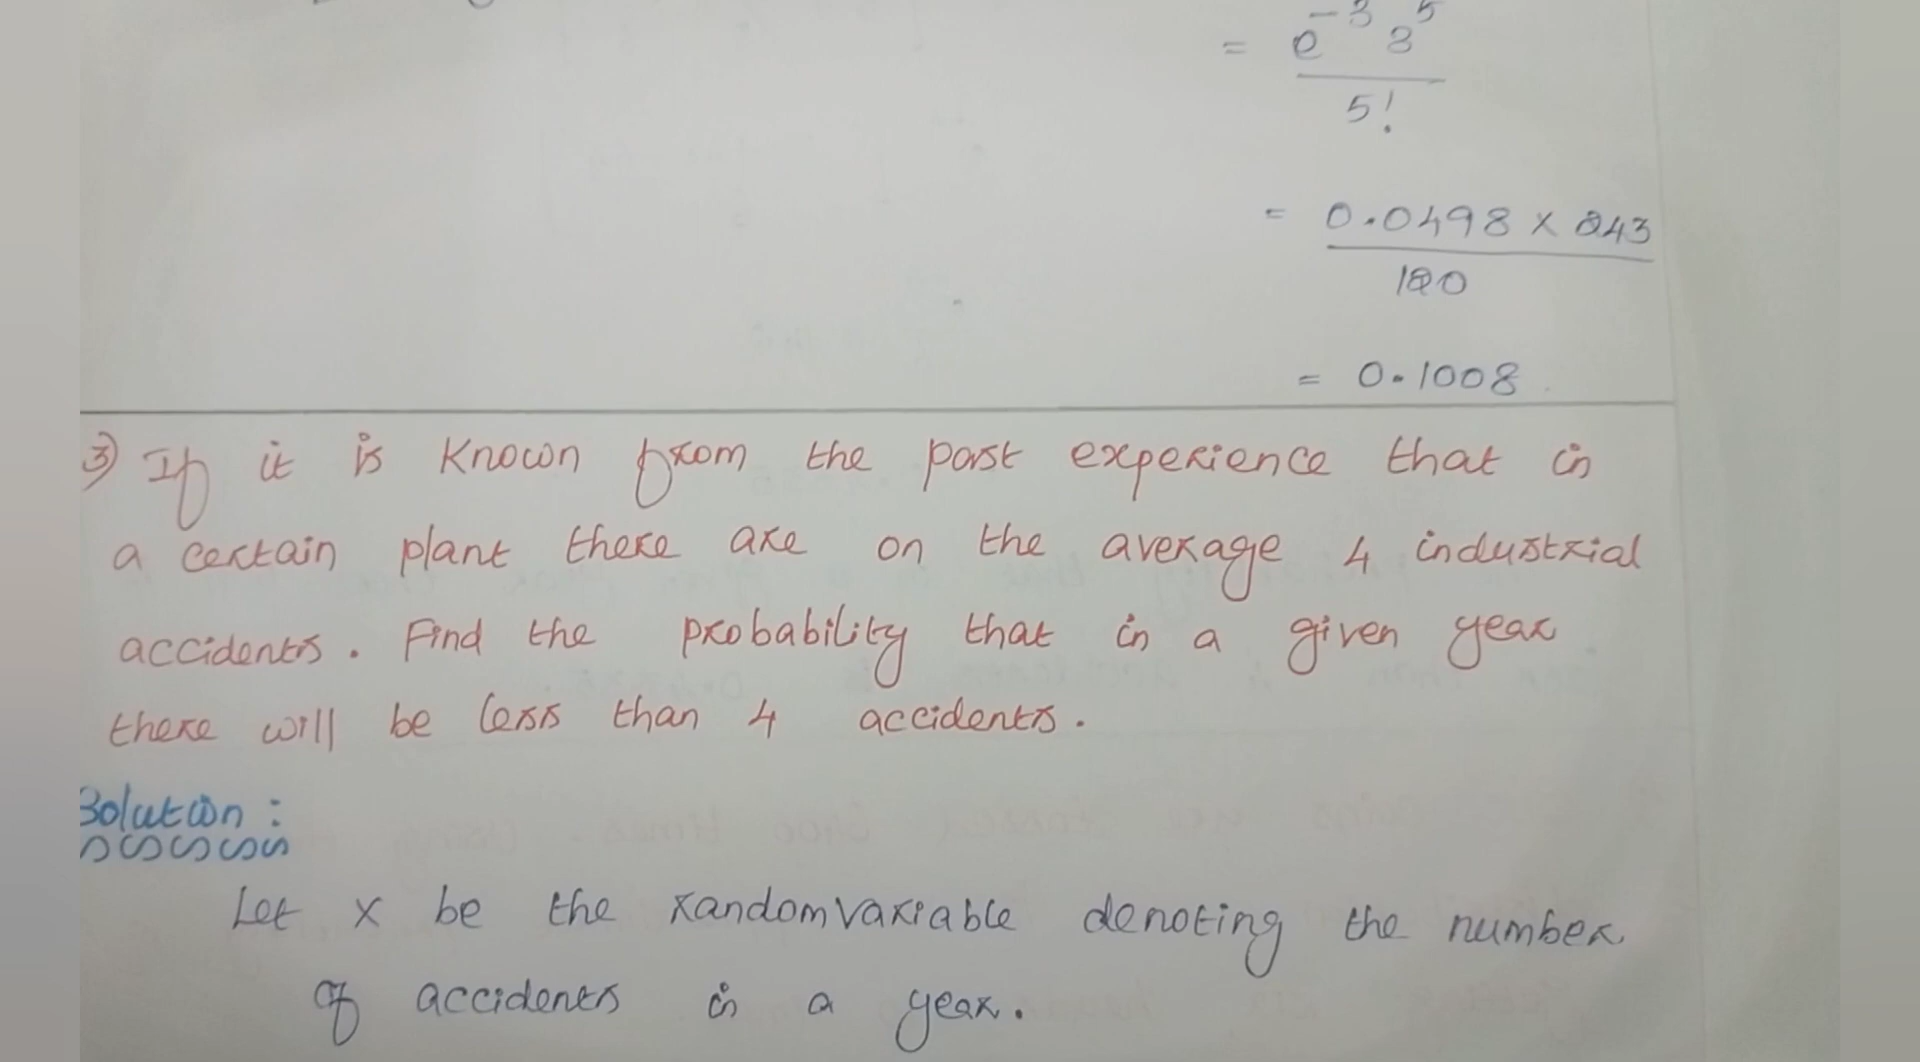 = e^-3 3^5
5!
= 0.0498 x 243
120
= 0.1008
3) If it is known from the past experience that in
a certain plant there are on the average 4 industrial
accidents. Find the probability that in a given year
there will be less than 4 accidents.
Solution :
Let x be the randomvariable denoting the number
of accidents in a year.